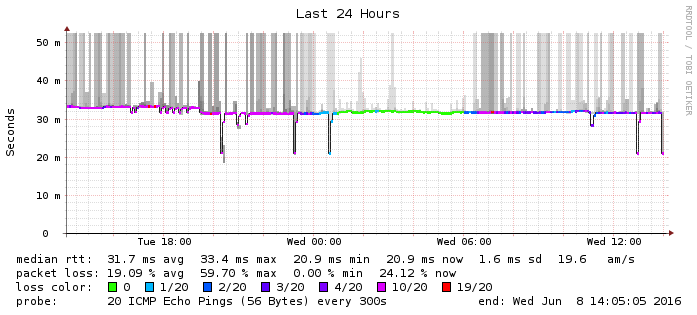 Last 24 Hours
RRDTOOL / TOBI OETIKER
50 m
40 m
30 m
20 m
10 m
0
Seconds
Tue 18:00 Wed 00:00 Wed 06:00 Wed 12:00
median rtt: 31.7 ms avg 33.4 ms max 20.9 ms min 20.9 ms now 1.6 ms sd 19.6 am/s
packet loss: 19.09 % avg 59.70 % max 0.00 % min 24.12 % now
loss color: 0 1/20 2/20 3/20 4/20 10/20 19/20
probe: 20 ICMP Echo Pings (56 Bytes) every 300s end: Wed Jun 8 14:05:05 2016